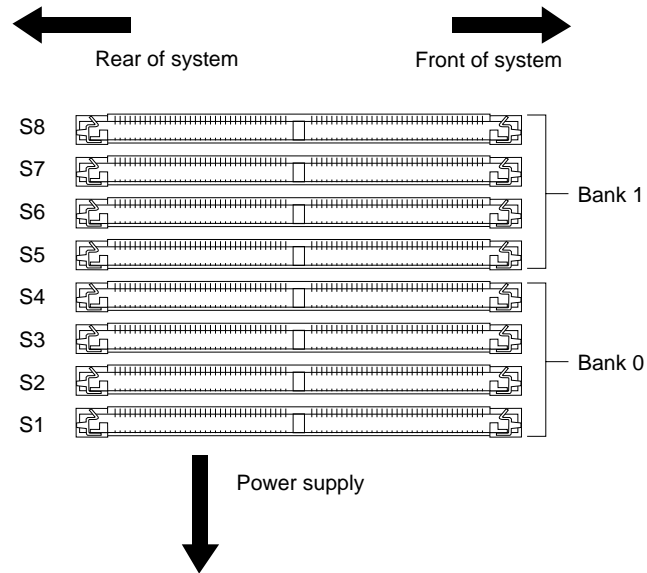 Rear of system
Front of system
S8
S7
S6
Bank 1
S5
S4
S3
Bank 0
S2
S1
Power supply